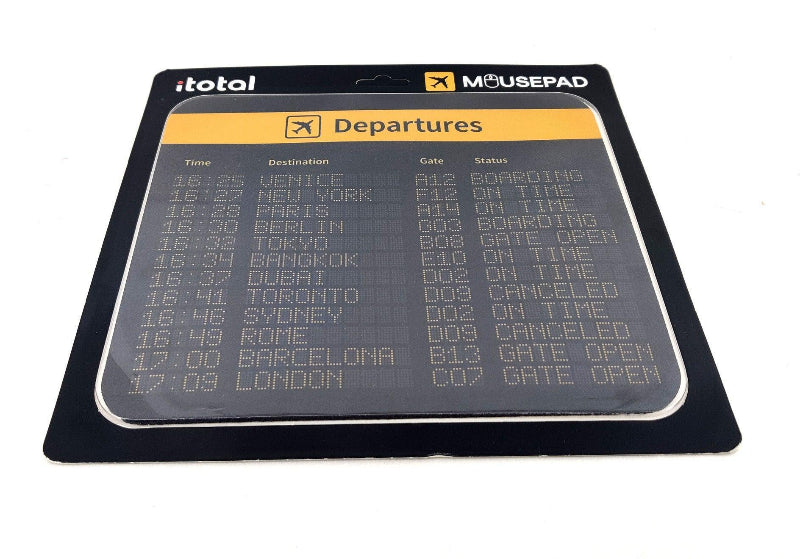 itotal MOUSEPAD
Departures
Time Destination Gate Status
16:25 VENICE A12 BOARDING
16:27 NEW YORK A12 ON TIME
16:28 PARIS A14 ON TIME
16:30 BERLIN D03 BOARDING
TOKYO B08 GATE OPEN
16:34 BANGKOK E10 ON TIME
16:37 DUBAI D02 ON TIME
16:41 TORONTO D09 CANCELED
16:46 SYDNEY D02 ON TIME
16:49 ROME D09 CANCELED
17:00 BARCELONA B13 GATE OPEN
17:09 LONDON C07 GATE OPEN